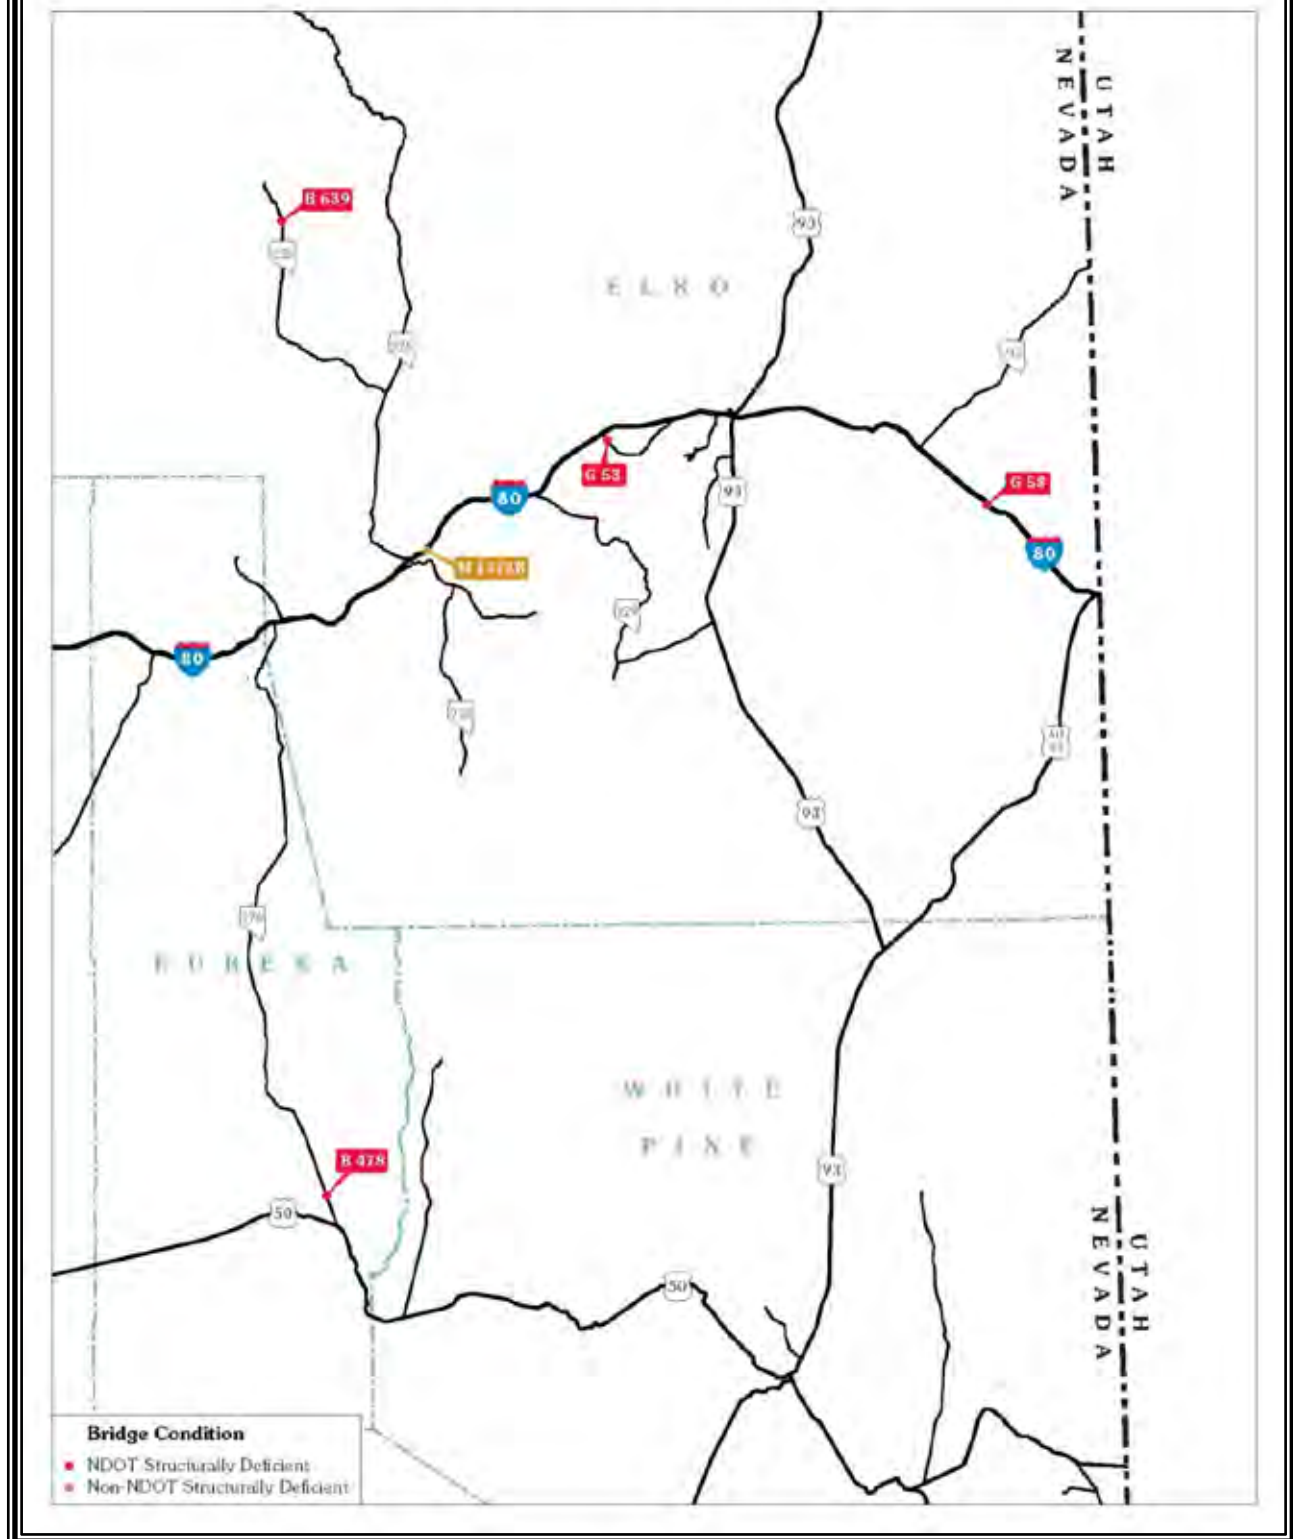 UTAH
NEVADA
B 639
93
ELKO
93
G 53
G 58
80
80
80
93
278
EUREKA
WHITE
PINE
93
B 478
50
50
UTAH
NEVADA
Bridge Condition
NDOT Structurally Deficient
Non-NDOT Structurally Deficient